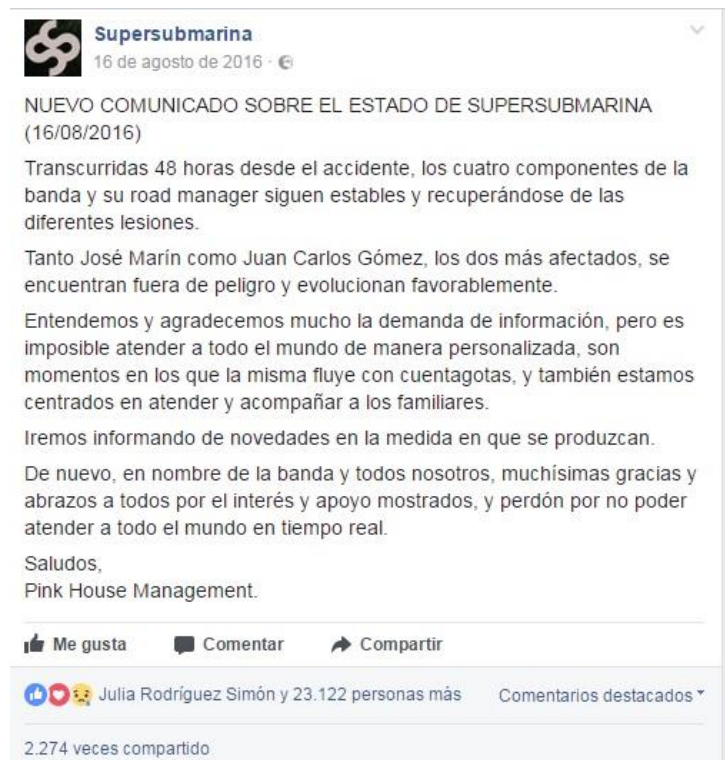 Supersubmarina
16 de agosto de 2016 ·
NUEVO COMUNICADO SOBRE EL ESTADO DE SUPERSUBMARINA
(16/08/2016)
Transcurridas 48 horas desde el accidente, los cuatro componentes de la
banda y su road manager siguen estables y recuperándose de las
diferentes lesiones.
Tanto José Marín como Juan Carlos Gómez, los dos más afectados, se
encuentran fuera de peligro y evolucionan favorablemente.
Entendemos y agradecemos mucho la demanda de información, pero es
imposible atender a todo el mundo de manera personalizada, son
momentos en los que la misma fluye con cuentagotas, y también estamos
centrados en atender y acompañar a los familiares.
Iremos informando de novedades en la medida en que se produzcan.
De nuevo, en nombre de la banda y todos nosotros, muchísimas gracias y
abrazos a todos por el interés y apoyo mostrados, y perdón por no poder
atender a todo el mundo en tiempo real.
Saludos,
Pink House Management.
Me gusta Comentar Compartir
Julia Rodríguez Simón y 23.122 personas más Comentarios destacados
2.274 veces compartido